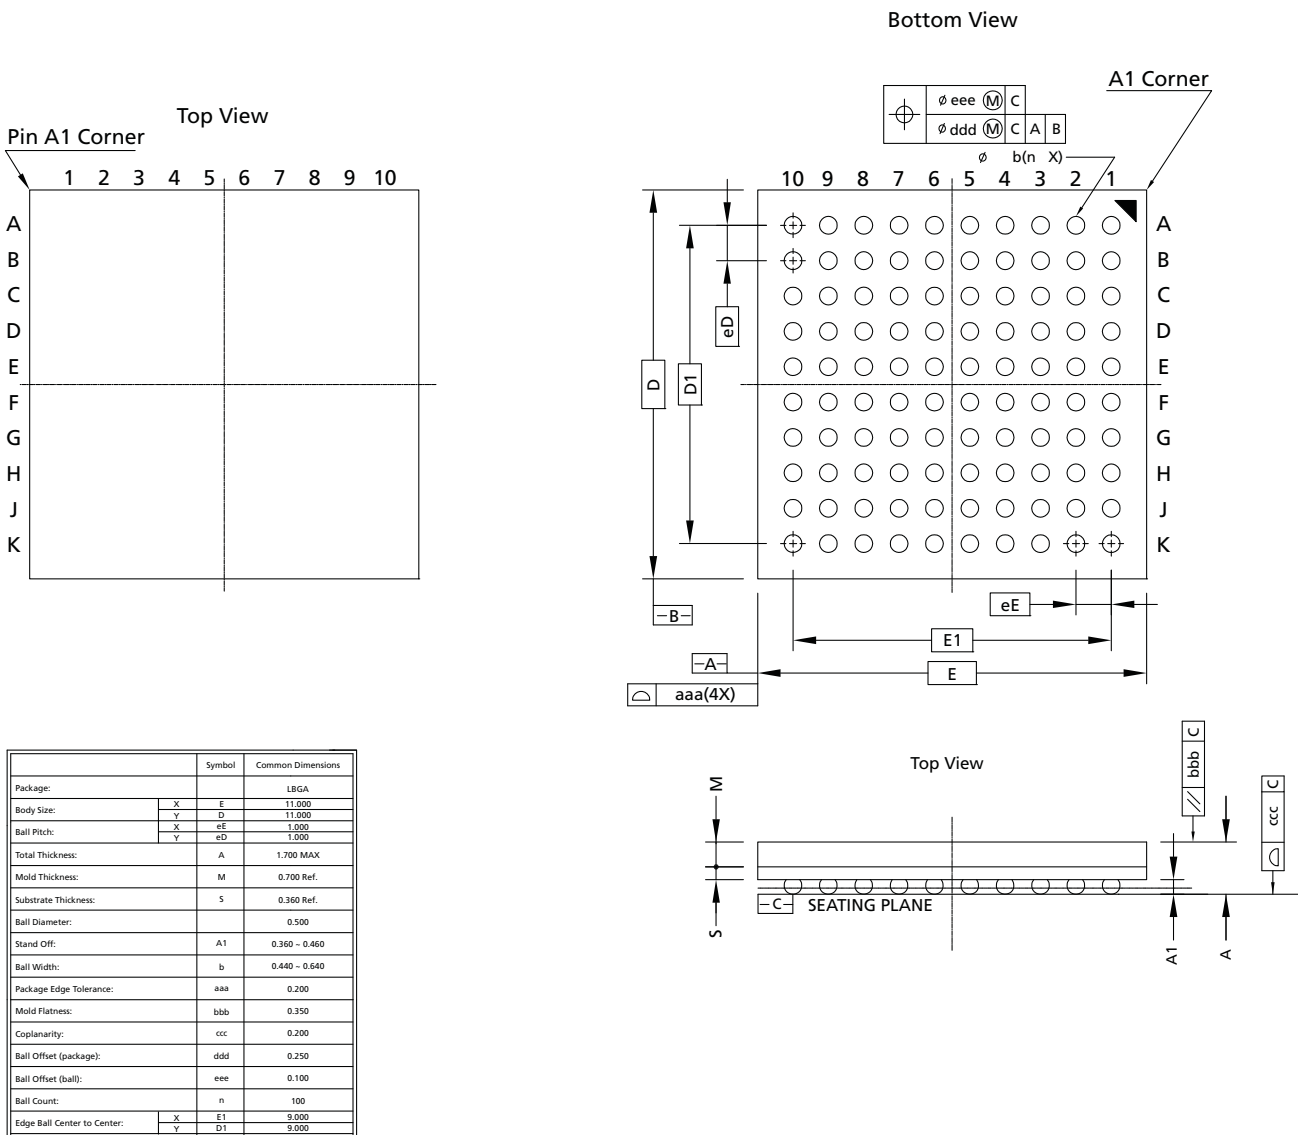 Bottom View
A1 Corner
Top View
Pin A1 Corner
ø eee Ⓜ C
ø ddd Ⓜ C A B
ø b(n X)
1 2 3 4 5 6 7 8 9 10
10 9 8 7 6 5 4 3 2 1
A
B
C
D
E
F
G
H
J
K
A
B
C
D
E
F
G
H
J
K
eD
D
D1
eE
E1
E
-B-
-A-
aaa(4X)
Symbol Common Dimensions
Package: LBGA
Body Size: X E 11.000
Y D 11.000
Ball Pitch: X eE 1.000
Y eD 1.000
Total Thickness: A 1.700 MAX
Mold Thickness: M 0.700 Ref.
Substrate Thickness: S 0.360 Ref.
Ball Diameter: 0.500
Stand Off: A1 0.360 ~ 0.460
Ball Width: b 0.440 ~ 0.640
Package Edge Tolerance: aaa 0.200
Mold Flatness: bbb 0.350
Coplanarity: ccc 0.200
Ball Offset (package): ddd 0.250
Ball Offset (ball): eee 0.100
Ball Count: n 100
Edge Ball Center to Center: X E1 9.000
Y D1 9.000
Top View
M
S
bbb C
ccc C
-C- SEATING PLANE
A1
A